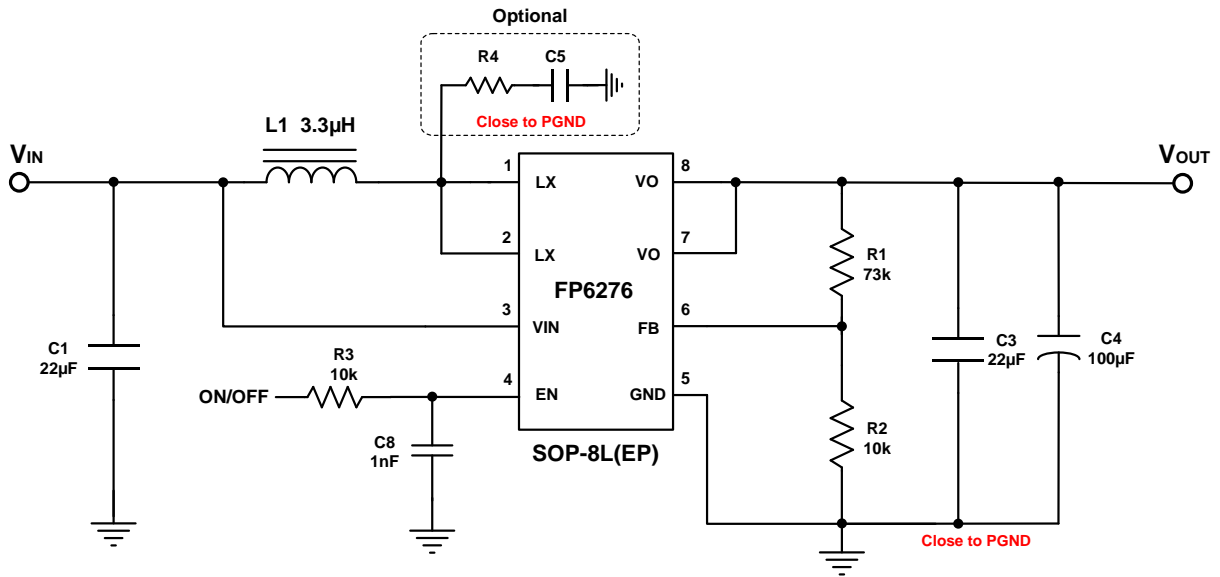 Optional
R4
C5
Close to PGND
L1 3.3µH
VIN
VOUT
1
LX
2
LX
3
VIN
4
EN
8
VO
7
VO
6
FB
5
GND
FP6276
SOP-8L(EP)
C1
22µF
R3
10k
ON/OFF
C8
1nF
R1
73k
R2
10k
C3
22µF
C4
100µF
Close to PGND